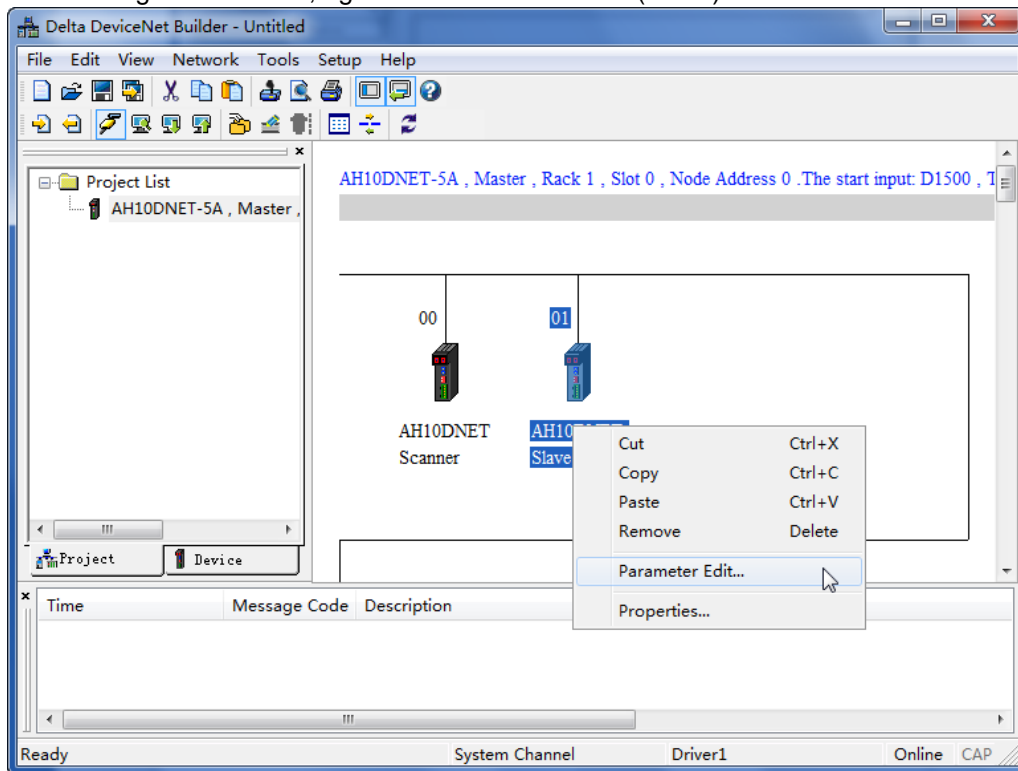 Delta DeviceNet Builder - Untitled
File Edit View Network Tools Setup Help
Project List
AH10DNET-5A , Master ,
Project Device
AH10DNET-5A , Master , Rack 1 , Slot 0 , Node Address 0 .The start input: D1500 ,
00 01
AH10DNET
Scanner
Slave
Cut Ctrl+X
Copy Ctrl+C
Paste Ctrl+V
Remove Delete
Parameter Edit...
Properties...
Time Message Code Description
Ready System Channel Driver1 Online CAP